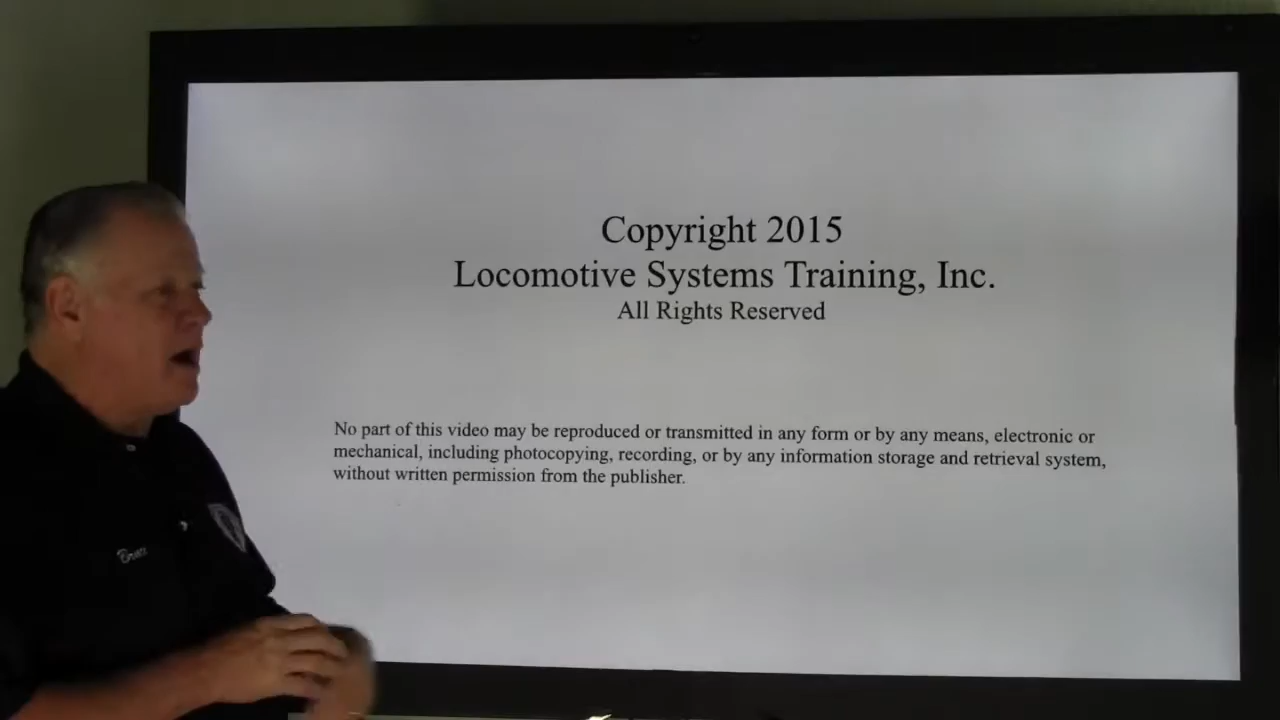 Copyright 2015
Locomotive Systems Training, Inc.
All Rights Reserved
No part of this video may be reproduced or transmitted in any form or by any means, electronic or
mechanical, including photocopying, recording, or by any information storage and retrieval system,
without written permission from the publisher.